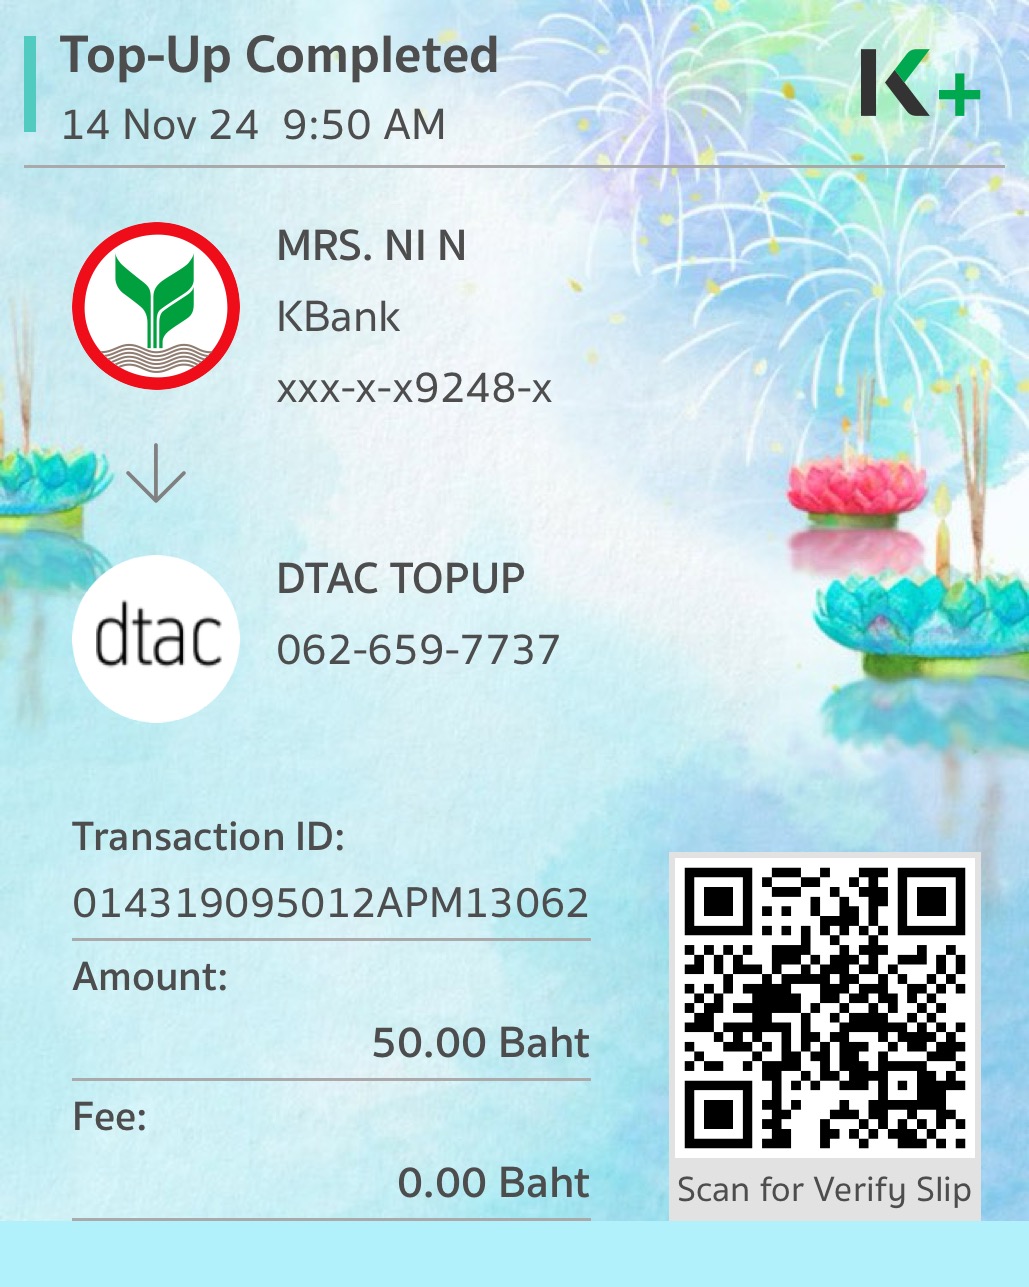 Top-Up Completed
14 Nov 24 9:50 AM
K+
MRS. NI N
KBank
xxx-x-x9248-x
dtac
DTAC TOPUP
062-659-7737
Transaction ID:
014319095012APM13062
Amount:
50.00 Baht
Fee:
0.00 Baht
Scan for Verify Slip